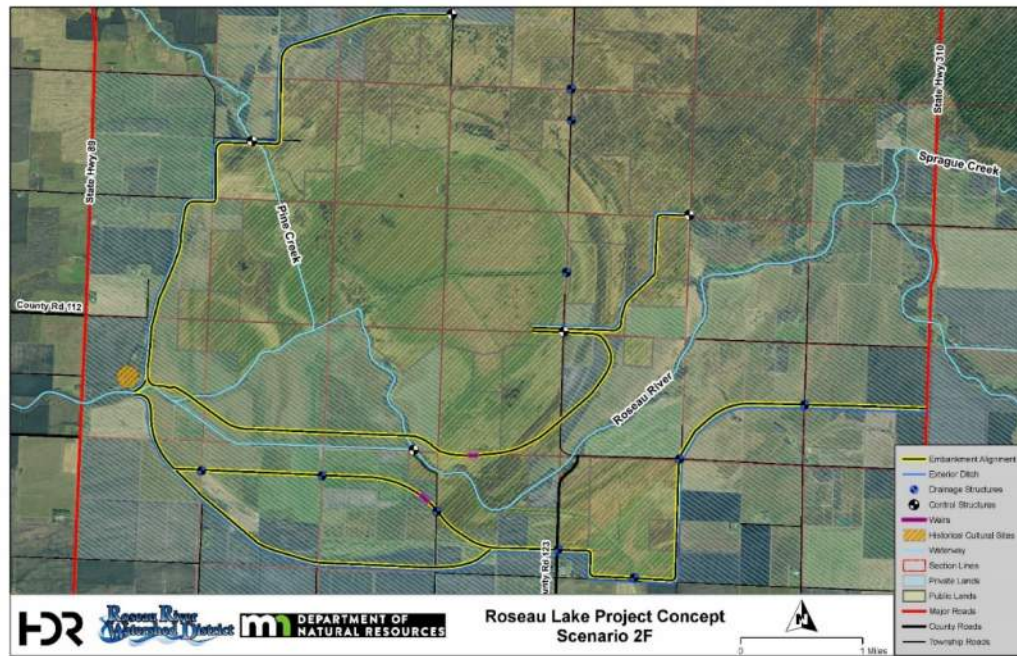 State Hwy 89
State Hwy 310
Sprague Creek
Pine Creek
County Rd 112
Roseau River
unty Rd 123
Embankment Alignment
Exterior Ditch
Drainage Structures
Control Structures
Weirs
Historical Cultural Sites
Waterway
Section Lines
Private Lands
Public Lands
Major Roads
County Roads
Township Roads
HDR
Roseau River
Watershed District
DEPARTMENT OF
NATURAL RESOURCES
Roseau Lake Project Concept
Scenario 2F
N
0 1 Miles